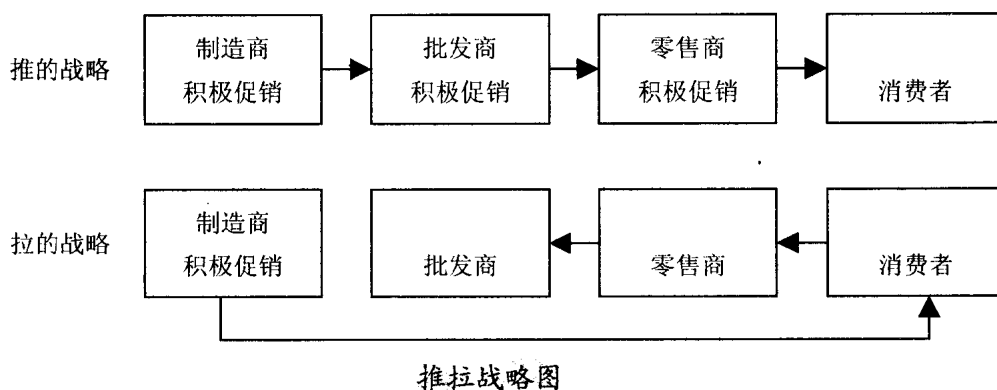 制造商 批发商 零售商
推的战略 积极促销 积极促销 积极促销 消费者
制造商
拉的战略 积极促销 批发商 零售商 消费者
推拉战略图